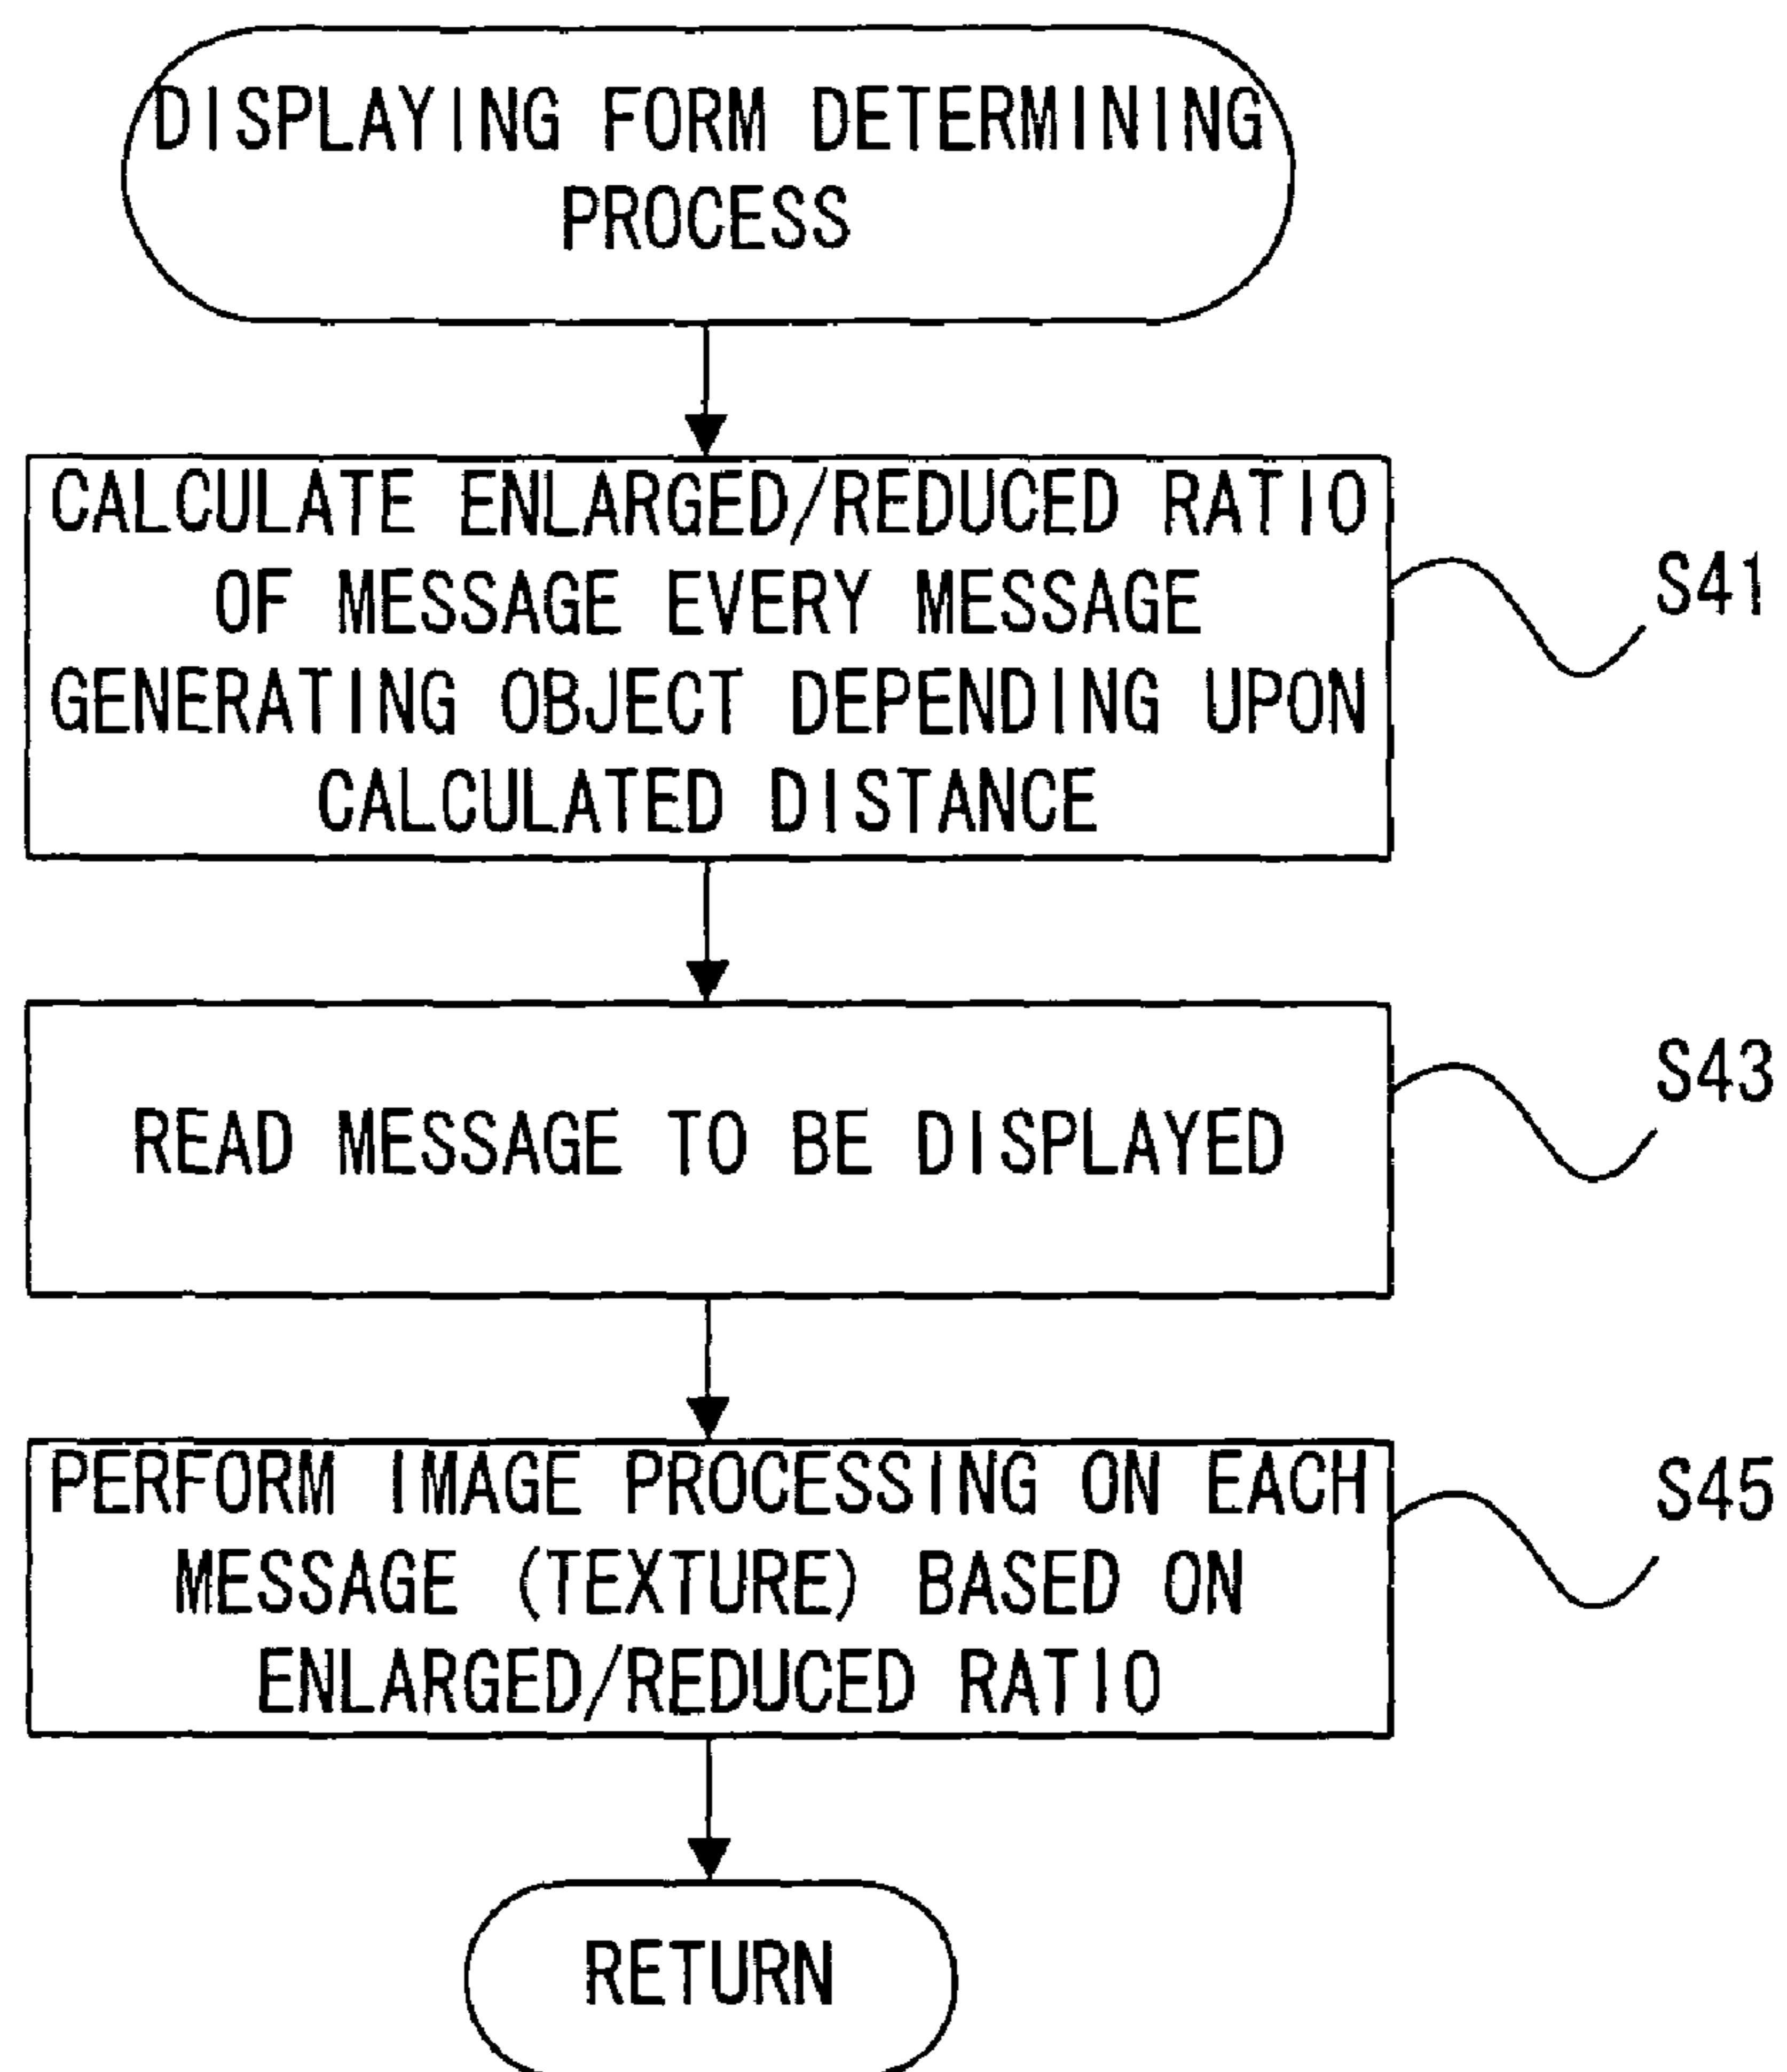 DISPLAYING FORM DETERMINING
PROCESS
CALCULATE ENLARGED/REDUCED RATIO
OF MESSAGE EVERY MESSAGE
GENERATING OBJECT DEPENDING UPON
CALCULATED DISTANCE
S41
READ MESSAGE TO BE DISPLAYED
S43
PERFORM IMAGE PROCESSING ON EACH
MESSAGE (TEXTURE) BASED ON
ENLARGED/REDUCED RATIO
S45
RETURN